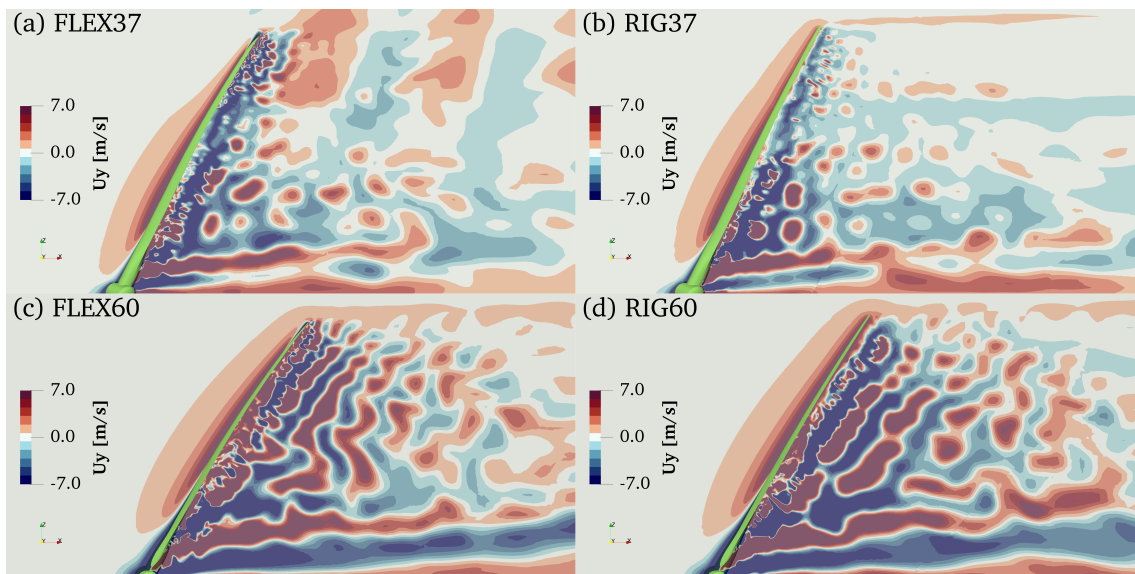 (a) FLEX37
7.0
0.0
-7.0
Uy [m/s]
Z
Y X
(b) RIG37
7.0
0.0
-7.0
Uy [m/s]
Z
Y X
(c) FLEX60
7.0
0.0
-7.0
Uy [m/s]
Z
Y X
(d) RIG60
7.0
0.0
-7.0
Uy [m/s]
Z
Y X